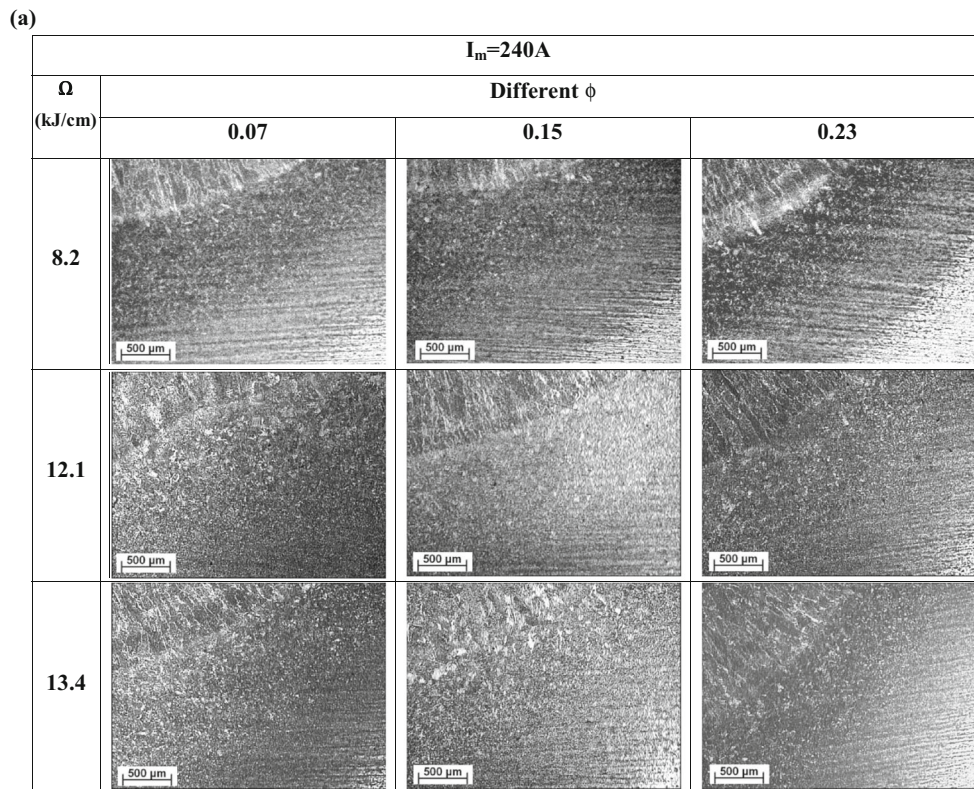 (a)
Iₘ=240A
Ω
(kJ/cm)
Different ϕ
0.07 0.15 0.23
8.2
500 µm 500 µm 500 µm
12.1
500 µm 500 µm 500 µm
13.4
500 µm 500 µm 500 µm